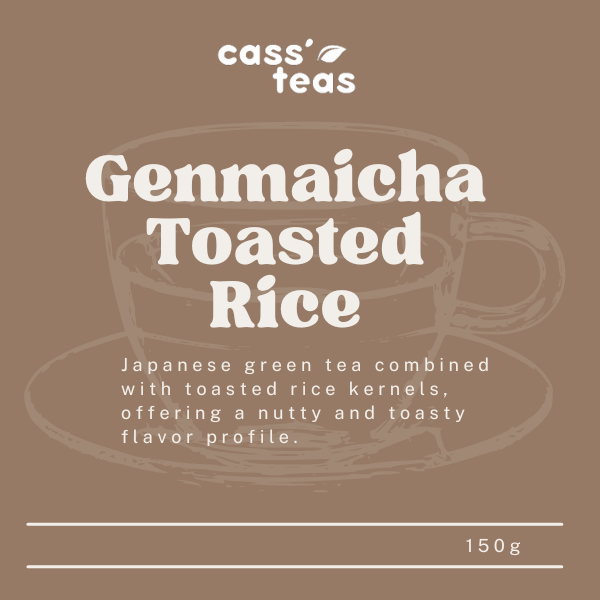 cass'
teas
Genmaicha
Toasted
Rice
Japanese green tea combined
with toasted rice kernels,
offering a nutty and toasty
flavor profile.
150g